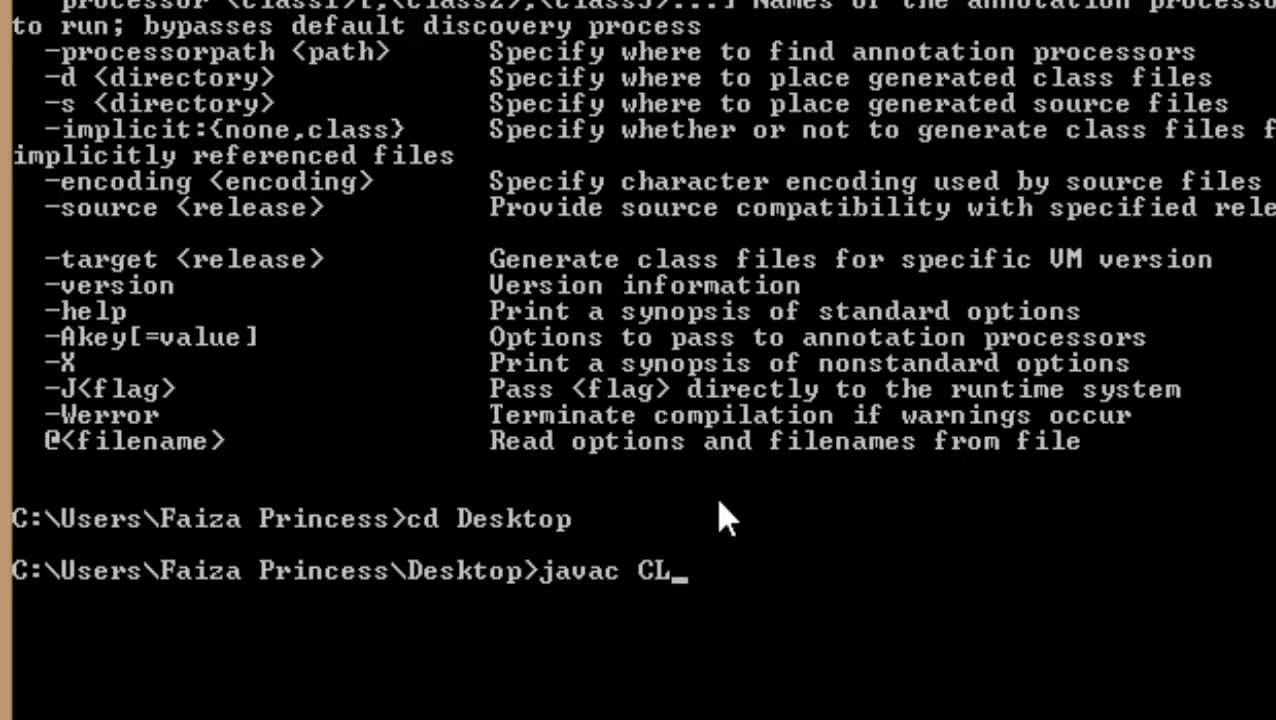 to run; bypasses default discovery process
-processorpath <path> Specify where to find annotation processors
-d <directory> Specify where to place generated class files
-s <directory> Specify where to place generated source files
-implicit:{none,class} Specify whether or not to generate class files
implicitly referenced files
-encoding <encoding> Specify character encoding used by source files
-source <release> Provide source compatibility with specified
-target <release> Generate class files for specific VM version
-version Version information
-help Print a synopsis of standard options
-Akey[=value] Options to pass to annotation processors
-X Print a synopsis of nonstandard options
-J<flag> Pass <flag> directly to the runtime system
-Werror Terminate compilation if warnings occur
@<filename> Read options and filenames from file
C:\Users\Faiza Princess>cd Desktop
C:\Users\Faiza Princess\Desktop>javac CL_